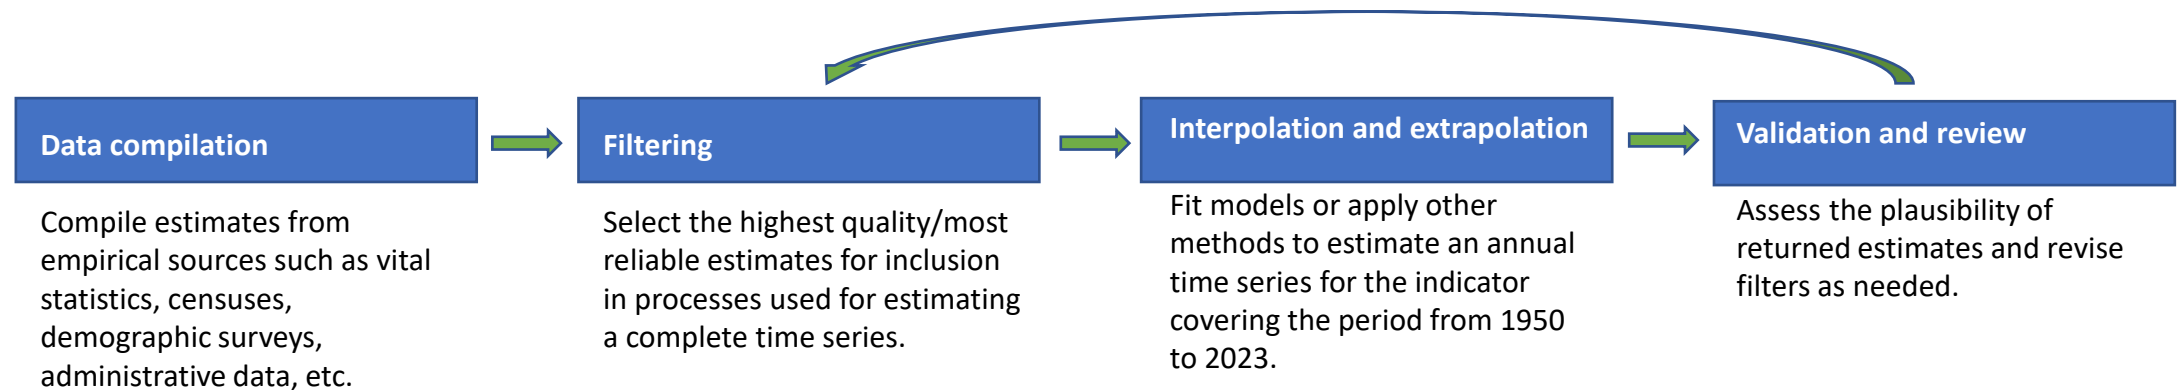 Data compilation
Compile estimates from
empirical sources such as vital
statistics, censuses,
demographic surveys,
administrative data, etc.
Filtering
Select the highest quality/most
reliable estimates for inclusion
in processes used for estimating
a complete time series.
Interpolation and extrapolation
Fit models or apply other
methods to estimate an annual
time series for the indicator
covering the period from 1950
to 2023.
Validation and review
Assess the plausibility of
returned estimates and revise
filters as needed.